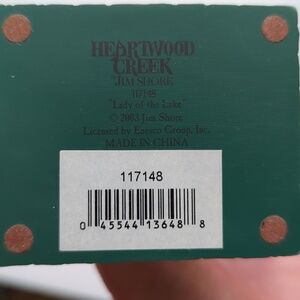 HEARTWOOD
CREEK
JIM SHORE
117148
"Lady of the Lake"
© 2003 Jim Shore
Licensed by Enesco Group, Inc.
MADE IN CHINA
117148
0 45544 13648 8